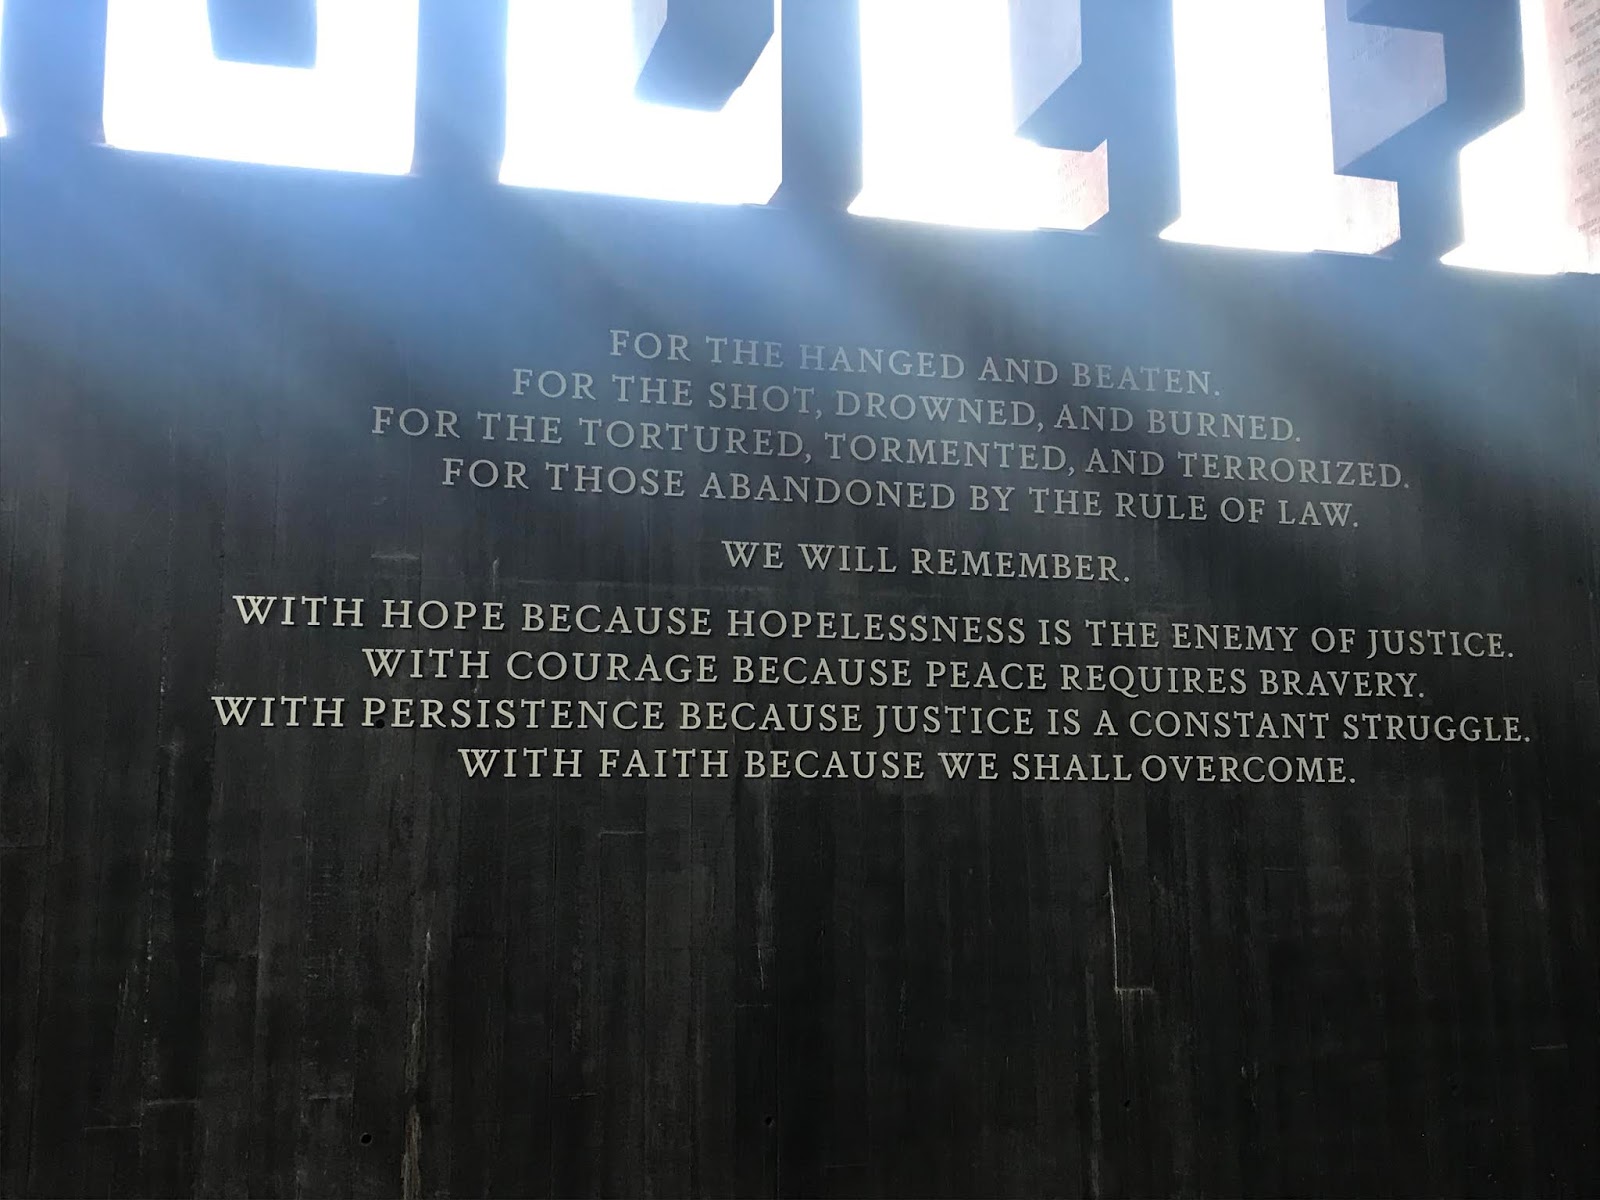 FOR THE HANGED AND BEATEN.
FOR THE SHOT, DROWNED, AND BURNED.
FOR THE TORTURED, TORMENTED, AND TERRORIZED.
FOR THOSE ABANDONED BY THE RULE OF LAW.
WE WILL REMEMBER.
WITH HOPE BECAUSE HOPELESSNESS IS THE ENEMY OF JUSTICE.
WITH COURAGE BECAUSE PEACE REQUIRES BRAVERY.
WITH PERSISTENCE BECAUSE JUSTICE IS A CONSTANT STRUGGLE.
WITH FAITH BECAUSE WE SHALL OVERCOME.